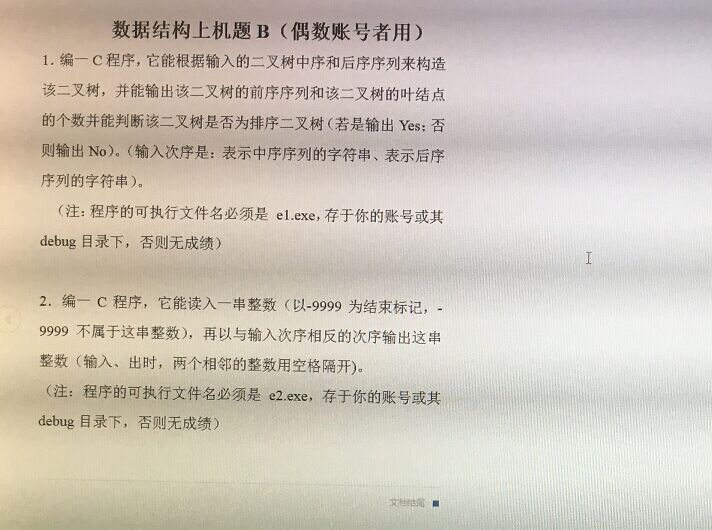 数据结构上机题 B（偶数账号者用）
1. 编一 C 程序，它能根据输入的二叉树中序和后序序列来构造
该二叉树，并能输出该二叉树的前序序列和该二叉树的叶结点
的个数并能判断该二叉树是否为排序二叉树（若是输出 Yes；否
则输出 No）。（输入次序是：表示中序序列的字符串、表示后序
序列的字符串）。
（注：程序的可执行文件名必须是 e1.exe，存于你的账号或其
debug 目录下，否则无成绩）
2．编一 C 程序，它能读入一串整数（以-9999 为结束标记，-
9999 不属于这串整数），再以与输入次序相反的次序输出这串
整数（输入、出时，两个相邻的整数用空格隔开)。
（注：程序的可执行文件名必须是 e2.exe，存于你的账号或其
debug 目录下，否则无成绩）
文档结尾